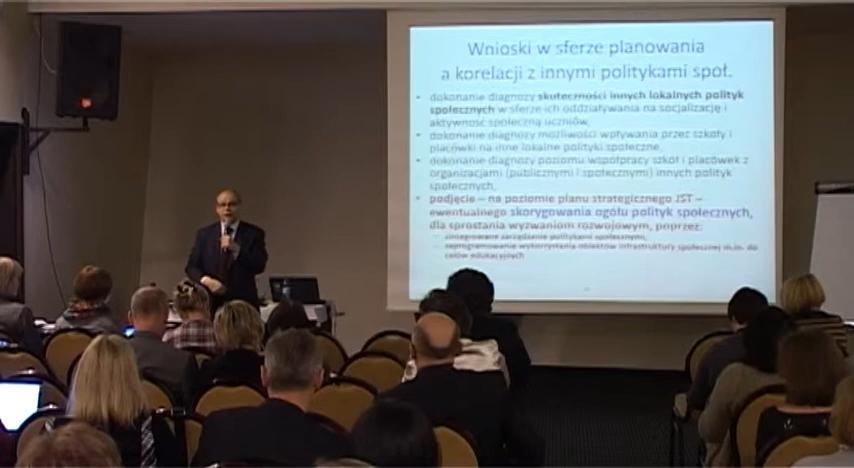 Wnioski w sferze planowania
a korelacji z innymi politykami społ.
• dokonanie diagnozy skuteczności innych lokalnych polityk
społecznych w sferze ich oddziaływania na socjalizację i
aktywność społeczną uczniów,
• dokonanie diagnozy możliwości wpływania przez szkoły i
placówki na inne lokalne polityki społeczne,
• dokonanie diagnozy poziomu współpracy szkół i placówek z
organizacjami (publicznymi i społecznymi) innych polityk
społecznych,
• podjęcie – na poziomie planu strategicznego JST –
ewentualnego skorygowania ogółu polityk społecznych,
dla sprostania wyzwaniom rozwojowym, poprzez:
– zintegrowane zarządzanie politykami społecznymi,
– reprogramowanie wykorzystania obiektów infrastruktury społecznej m.in. do
celów edukacyjnych